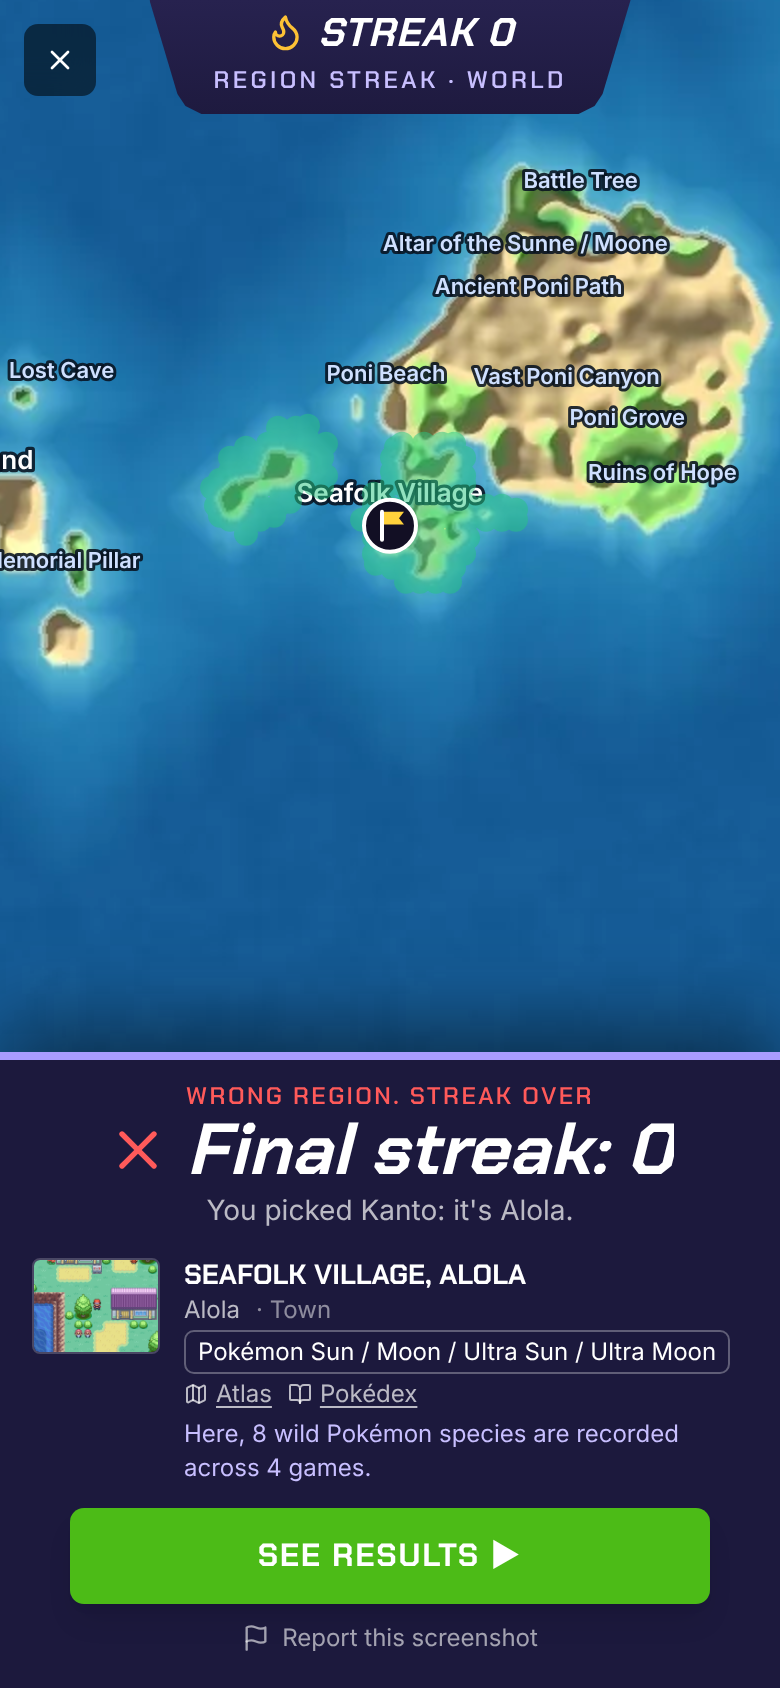 STREAK 0
REGION STREAK · WORLD
Battle Tree
Altar of the Sunne / Moone
Ancient Poni Path
Lost Cave
Poni Beach
Vast Poni Canyon
Poni Grove
nd
Ruins of Hope
Seafolk Village
emorial Pillar
WRONG REGION. STREAK OVER
Final streak: 0
You picked Kanto: it's Alola.
SEAFOLK VILLAGE, ALOLA
Alola · Town
Pokémon Sun / Moon / Ultra Sun / Ultra Moon
Atlas Pokédex
Here, 8 wild Pokémon species are recorded
across 4 games.
SEE RESULTS ▶
Report this screenshot